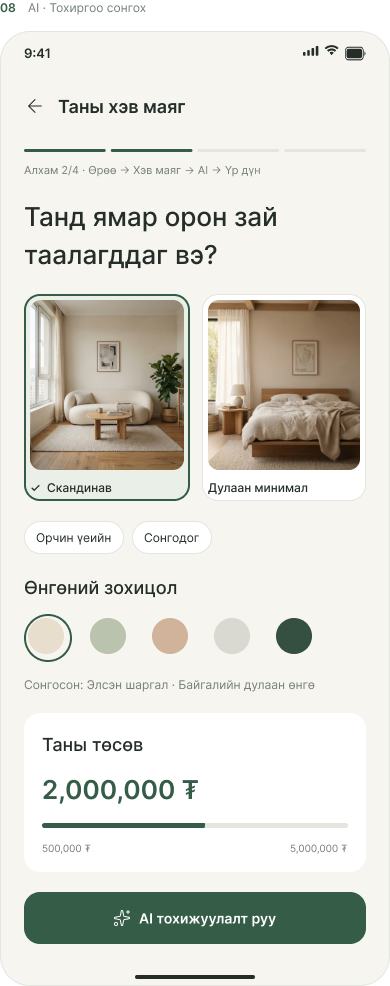 08 AI · Тохиргоо сонгох
9:41
← Таны хэв маяг
Алхам 2/4 · Өрөө → Хэв маяг → AI → Үр дүн
Танд ямар орон зай
таалагддаг вэ?
✓ Скандинав
Дулаан минимал
Орчин үеийн
Сонгодог
Өнгөний зохицол
Сонгосон: Элсэн шаргал · Байгалийн дулаан өнгө
Таны төсөв
2,000,000 ₮
500,000 ₮
5,000,000 ₮
AI тохижуулалт руу